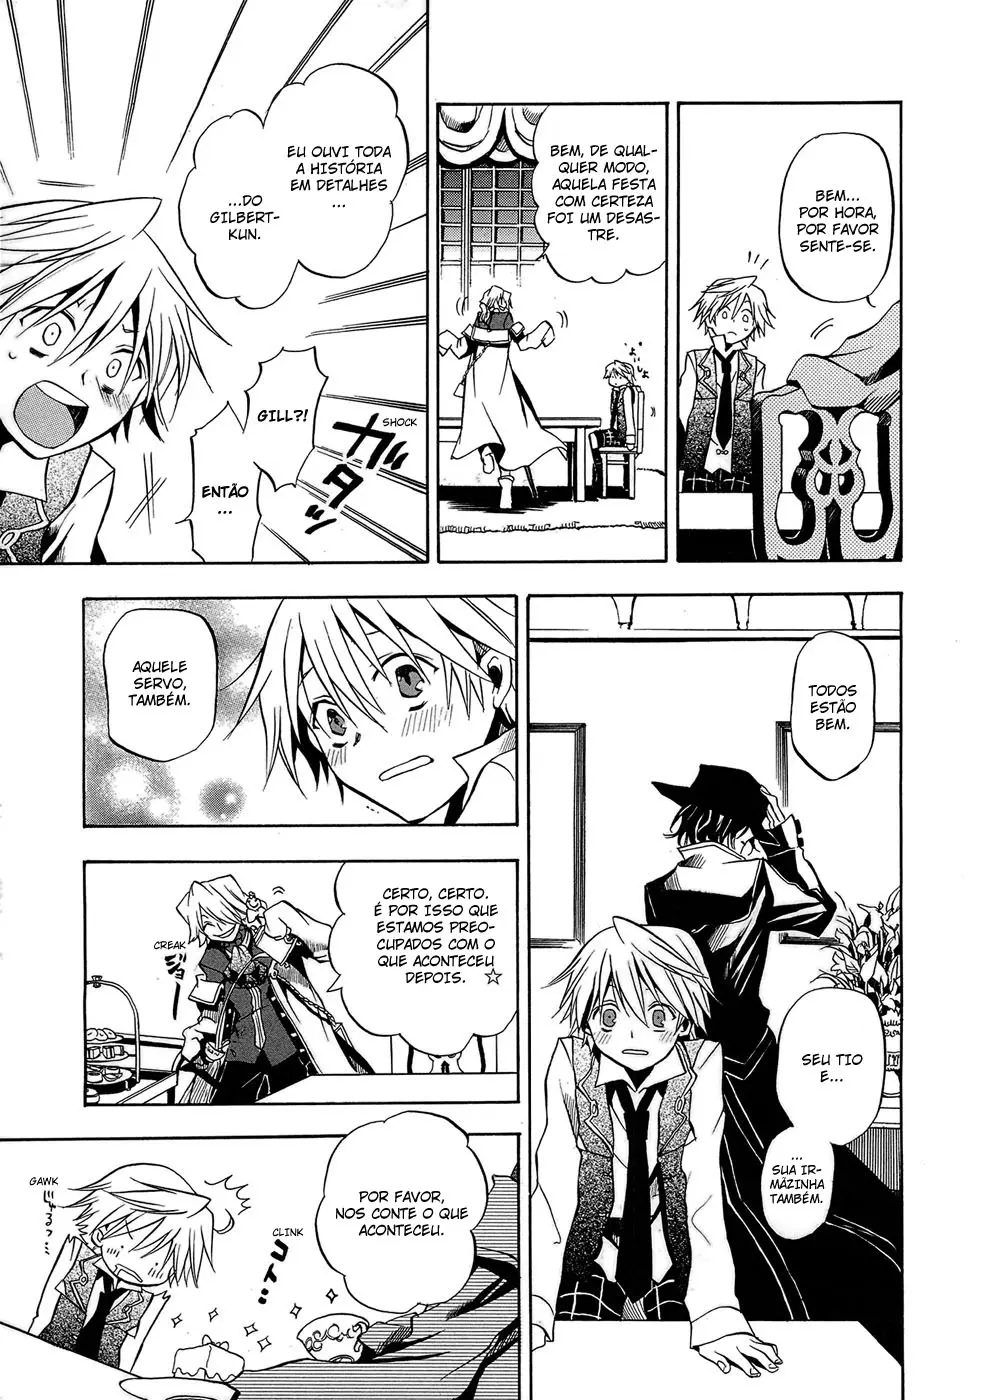 BEM...
POR HORA,
POR FAVOR
SENTE-SE.
BEM, DE QUAL-
QUER MODO,
AQUELA FESTA
COM CERTEZA
FOI UM DESAS-
TRE.
EU OUVI TODA
A HISTÓRIA
EM DETALHES
...
...DO
GILBERT-
KUN.
GILL?!
ENTÃO
...
SHOCK
ガタッ
TODOS
ESTÃO
BEM.
SEU TIO
E...
...
SUA IR-
MÃZINHA
TAMBÉM.
AQUELE
SERVO,
TAMBÉM.
CERTO, CERTO.
É POR ISSO QUE
ESTAMOS PREO-
CUPADOS COM O
QUE ACONTECEU
DEPOIS. ☆
CREAK
POR FAVOR,
NOS CONTE O QUE
ACONTECEU.
CLINK
GAWK